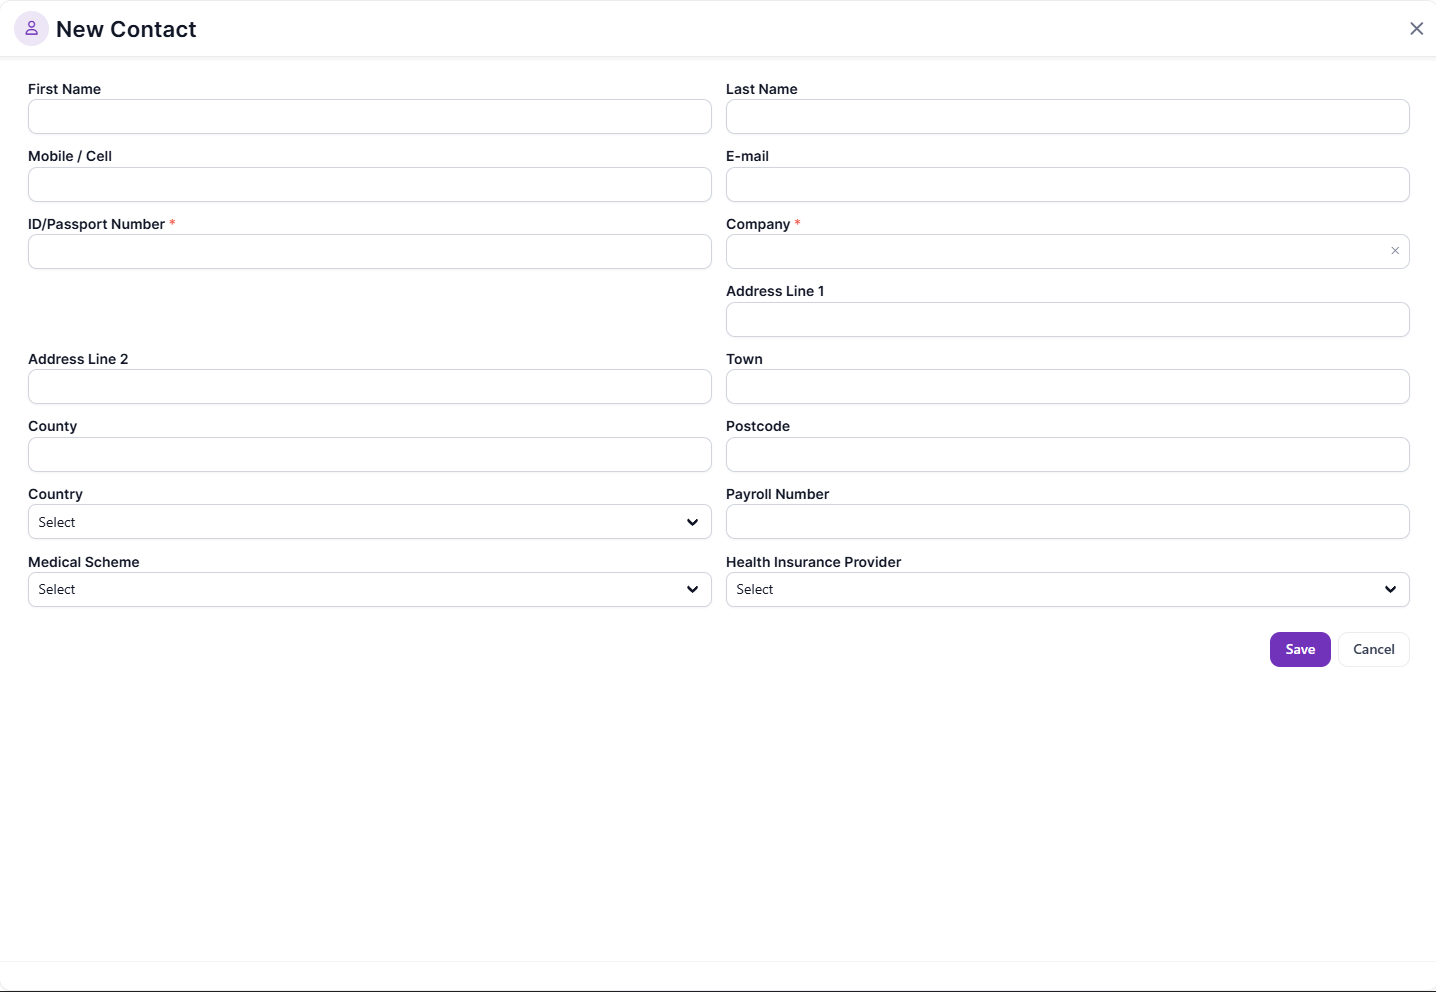 New Contact
First Name
Last Name
Mobile / Cell
E-mail
ID/Passport Number *
Company *
Address Line 1
Address Line 2
Town
County
Postcode
Country
Select
Payroll Number
Medical Scheme
Select
Health Insurance Provider
Select
Save
Cancel